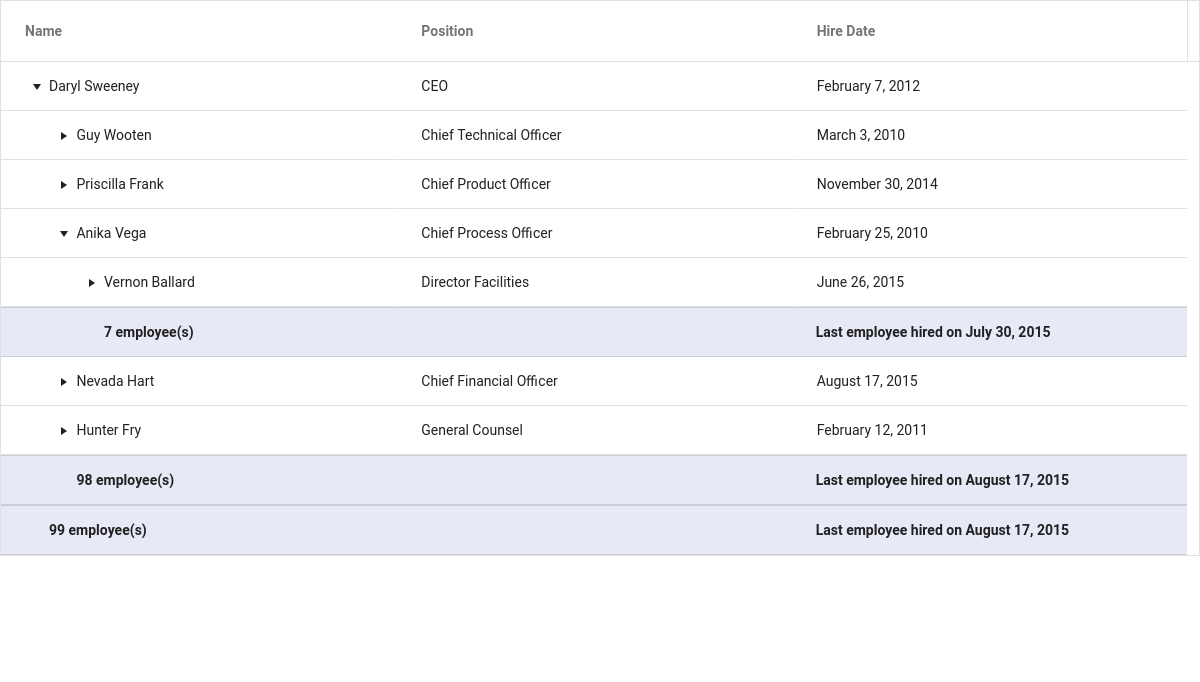 Name Position Hire Date
Daryl Sweeney CEO February 7, 2012
Guy Wooten Chief Technical Officer March 3, 2010
Priscilla Frank Chief Product Officer November 30, 2014
Anika Vega Chief Process Officer February 25, 2010
Vernon Ballard Director Facilities June 26, 2015
7 employee(s) Last employee hired on July 30, 2015
Nevada Hart Chief Financial Officer August 17, 2015
Hunter Fry General Counsel February 12, 2011
98 employee(s) Last employee hired on August 17, 2015
99 employee(s) Last employee hired on August 17, 2015